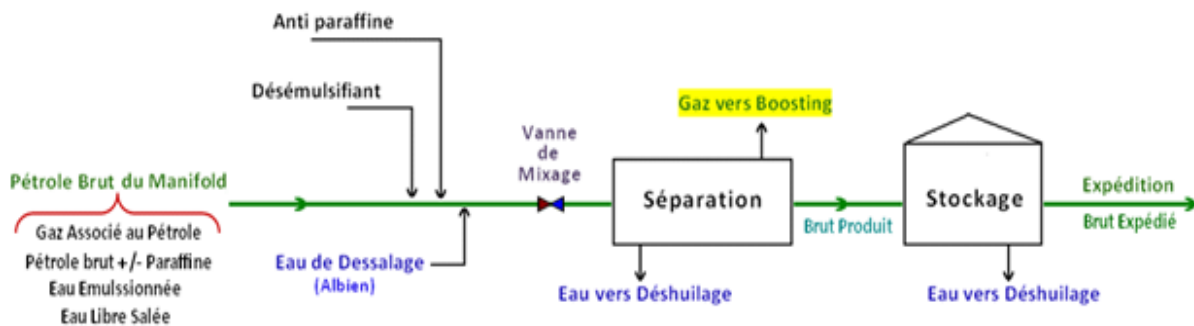 Anti paraffine
Désémulsifiant
Gaz vers Boosting
Vanne
de
Mixage
Pétrole Brut du Manifold
Gaz Associé au Pétrole
Pétrole brut +/- Paraffine
Eau Emulssionnée
Eau Libre Salée
Eau de Dessalage
(Albien)
Séparation
Brut Produit
Stockage
Expédition
Brut Expédié
Eau vers Déshuilage
Eau vers Déshuilage